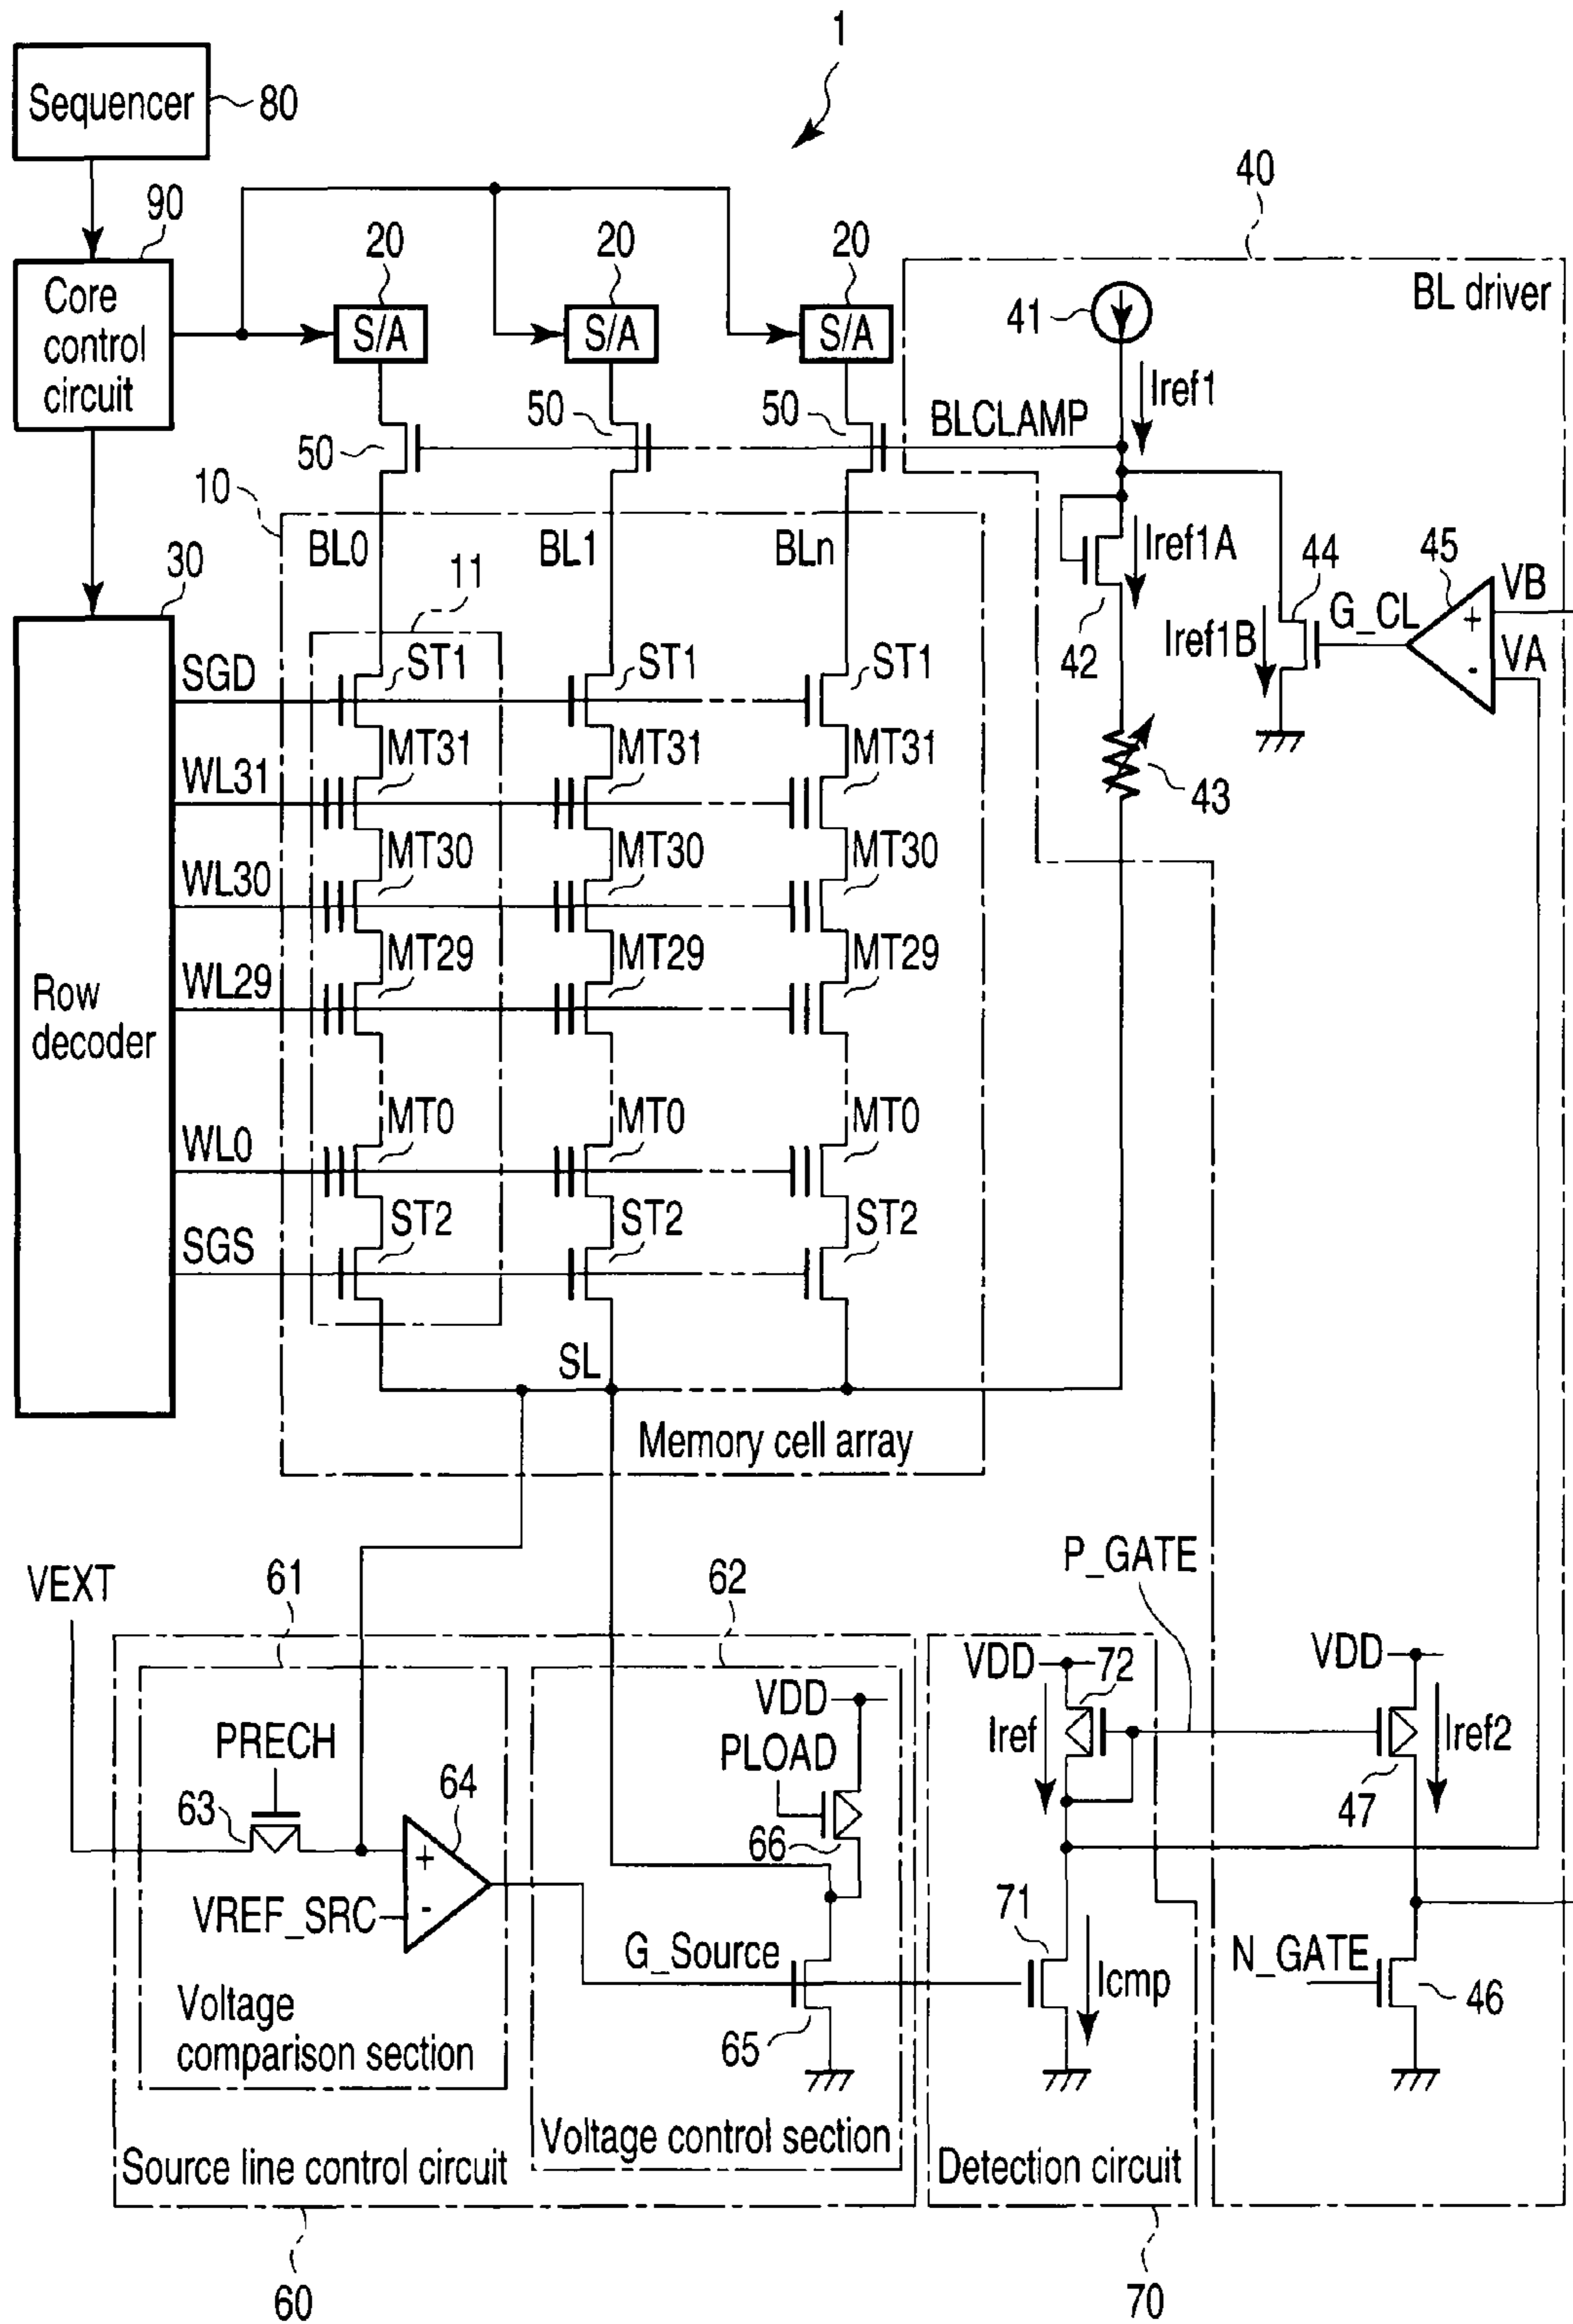 1
Sequencer
80
90
Core
control
circuit
20
S/A
20
S/A
20
S/A
40
BL driver
41
Iref1
BLCLAMP
50
50
50
10
BL0
BL1
BLn
11
30
Row
decoder
SGD
ST1
ST1
ST1
WL31
MT31
MT31
MT31
WL30
MT30
MT30
MT30
WL29
MT29
MT29
MT29
WL0
MT0
MT0
MT0
SGS
ST2
ST2
ST2
SL
Memory cell array
Iref1A
42
43
44
Iref1B
G_CL
45
+
-
VB
VA
VEXT
61
PRECH
63
64
+
-
VREF_SRC
Voltage
comparison section
62
VDD
PLOAD
66
G_Source
65
Voltage control section
Source line control circuit
60
P_GATE
VDD
72
Iref
71
Icmp
Detection circuit
70
VDD
Iref2
47
N_GATE
46